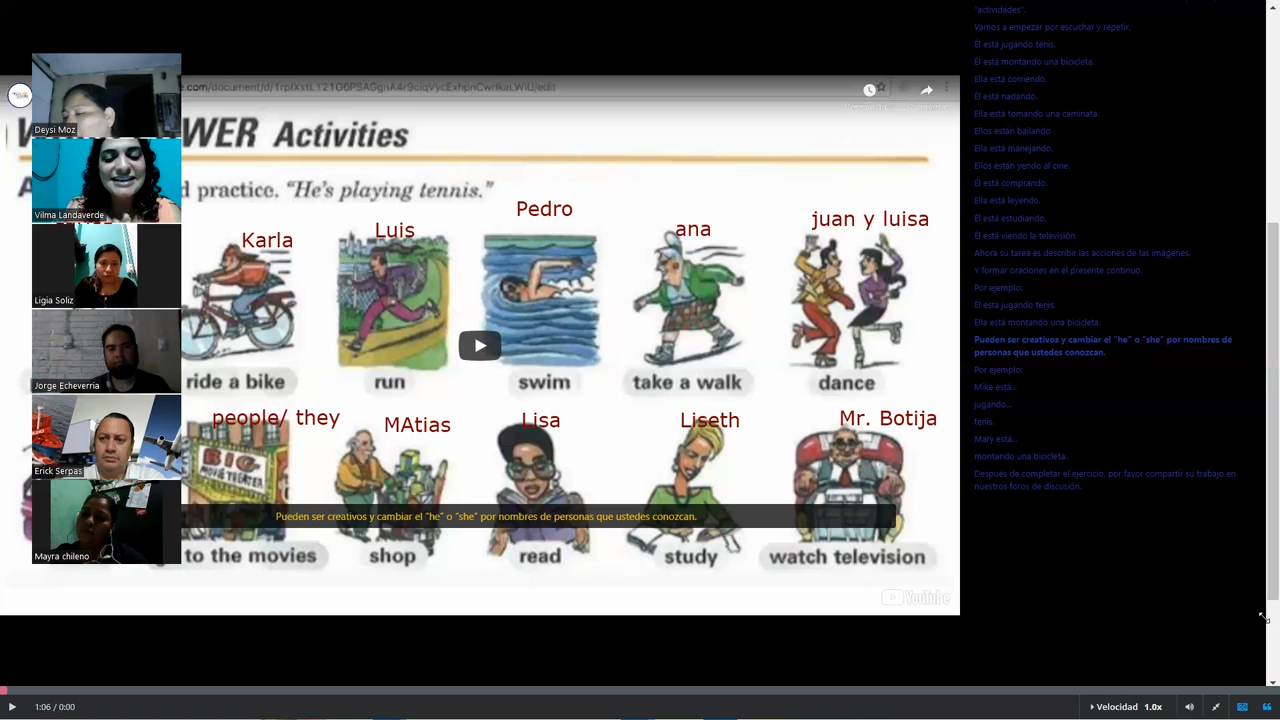 .com/document/d/1rplXxtL121G6PSAGgnA4r9ciqVycExhpnCwdkaLWiLI/edit
WER Activities
d practice. "He's playing tennis."
Karla
Luis
Pedro
ana
juan y luisa
ride a bike
run
swim
take a walk
dance
people/ they
MAtias
Lisa
Liseth
Mr. Botija
BIG
Pueden ser creativos y cambiar el "he" o "she" por nombres de personas que ustedes conozcan.
to the movies
shop
read
study
watch television
YouTube
Deysi Moz
Vilma Landaverde
Ligia Soliz
Jorge Echeverria
Erick Serpas
Mayra chileno
"actividades".
Vamos a empezar por escuchar y repetir.
Él está jugando tenis.
Él está montando una bicicleta.
Ella está corriendo.
Él está nadando.
Ella está tomando una caminata.
Ellos están bailando
Ella está manejando.
Ellos están yendo al cine.
Él está comprando.
Ella está leyendo.
Él está estudiando.
Él está viendo la televisión.
Ahora su tarea es describir las acciones de las imágenes.
Y formar oraciones en el presente continuo.
Por ejemplo:
Él está jugando tenis.
Ella está montando una bicicleta.
Pueden ser creativos y cambiar el "he" o "she" por nombres de
personas que ustedes conozcan.
Por ejemplo:
Mike está...
jugando...
tenis.
Mary está...
montando una bicicleta.
Después de completar el ejercicio, por favor compartir su trabajo en
nuestros foros de discusión.
1:06 / 0:00
Velocidad 1.0x